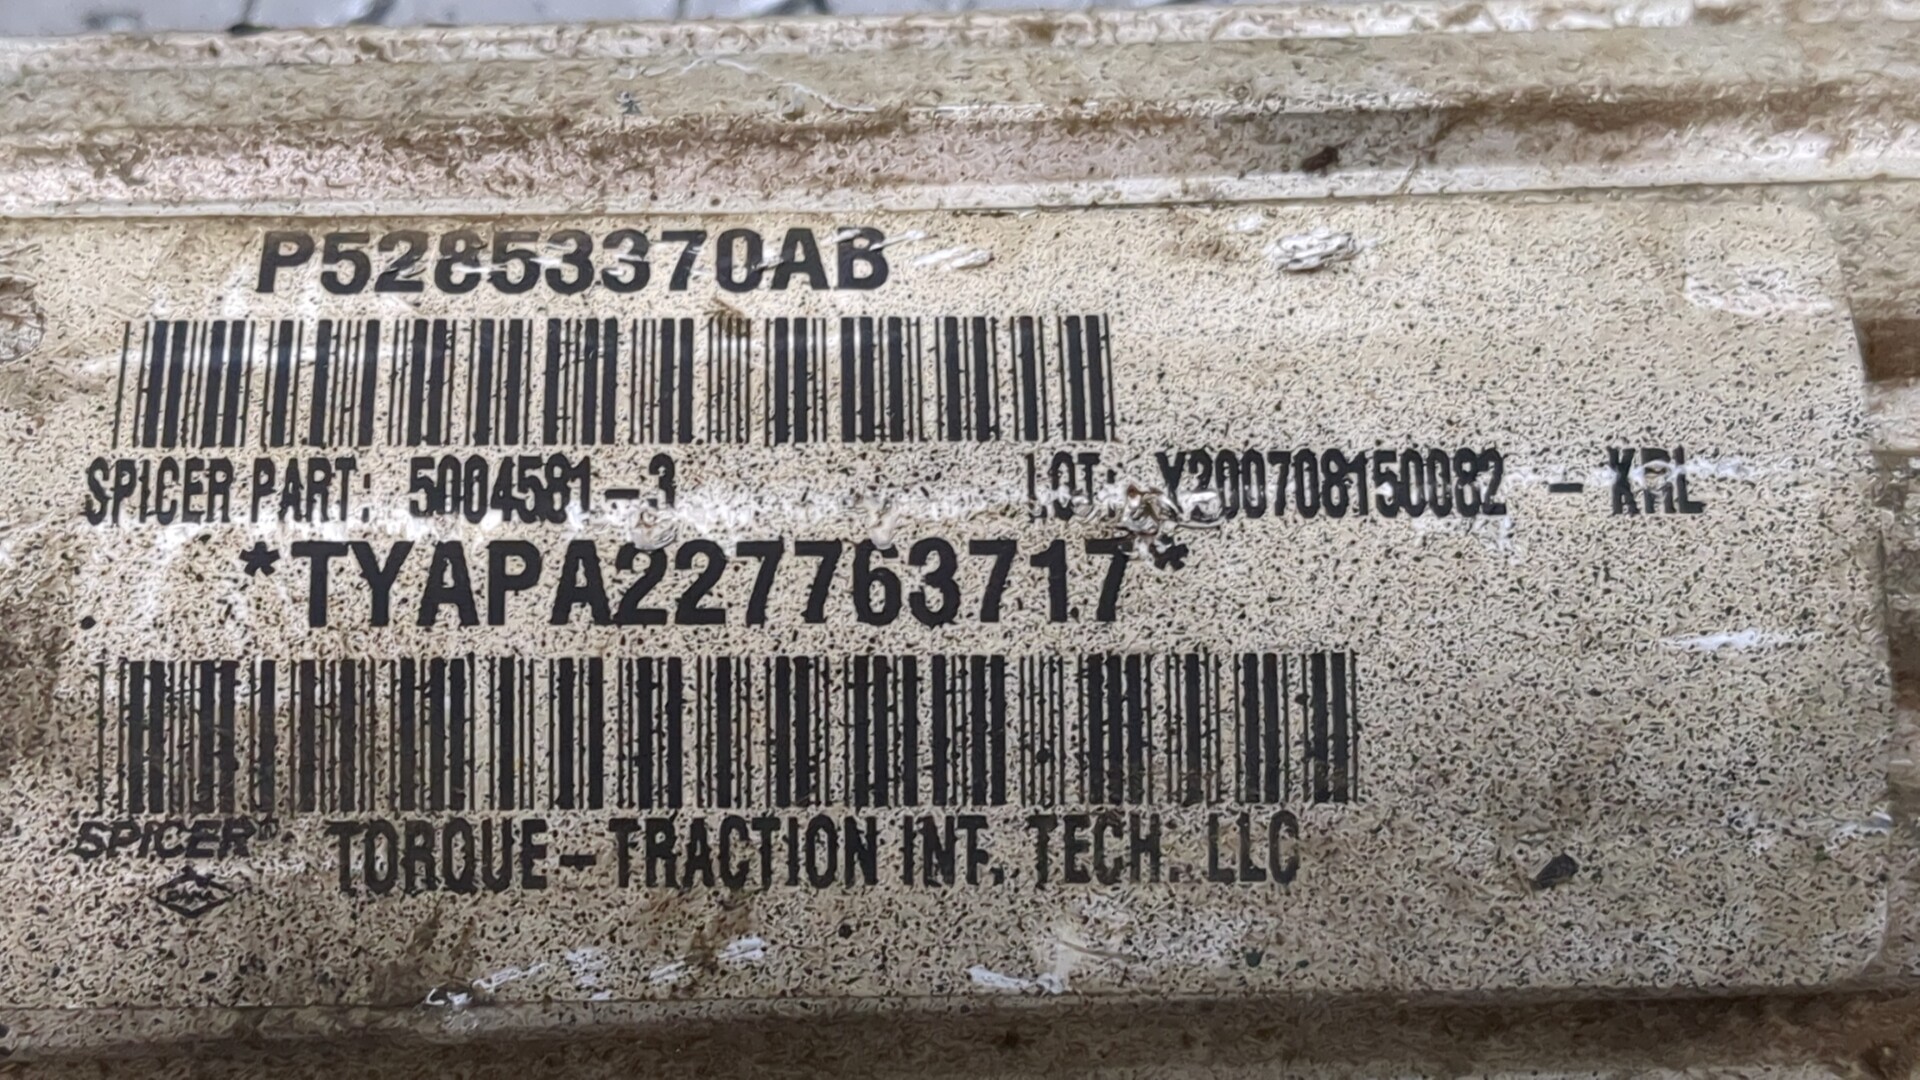 P52853370AB
SPICER PART: 5004581-3 LOT: Y200708150082 - XRL
*TYAPA227763717*
SPICER® TORQUE-TRACTION INT. TECH. LLC